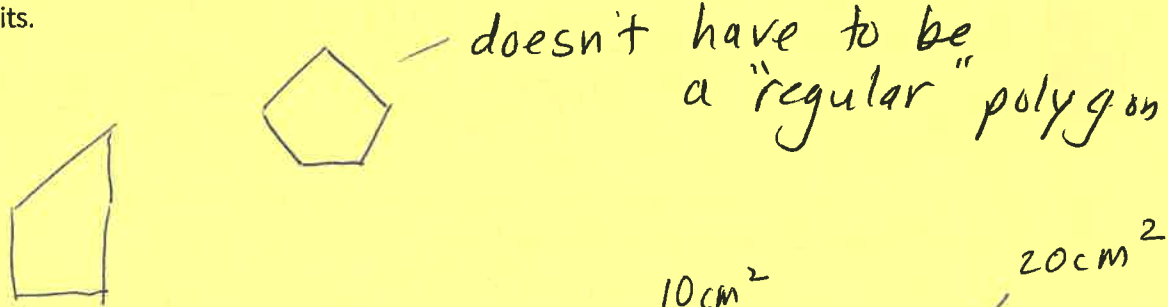 its.
doesn't have to be
a "regular" polygon
20cm²
10cm²